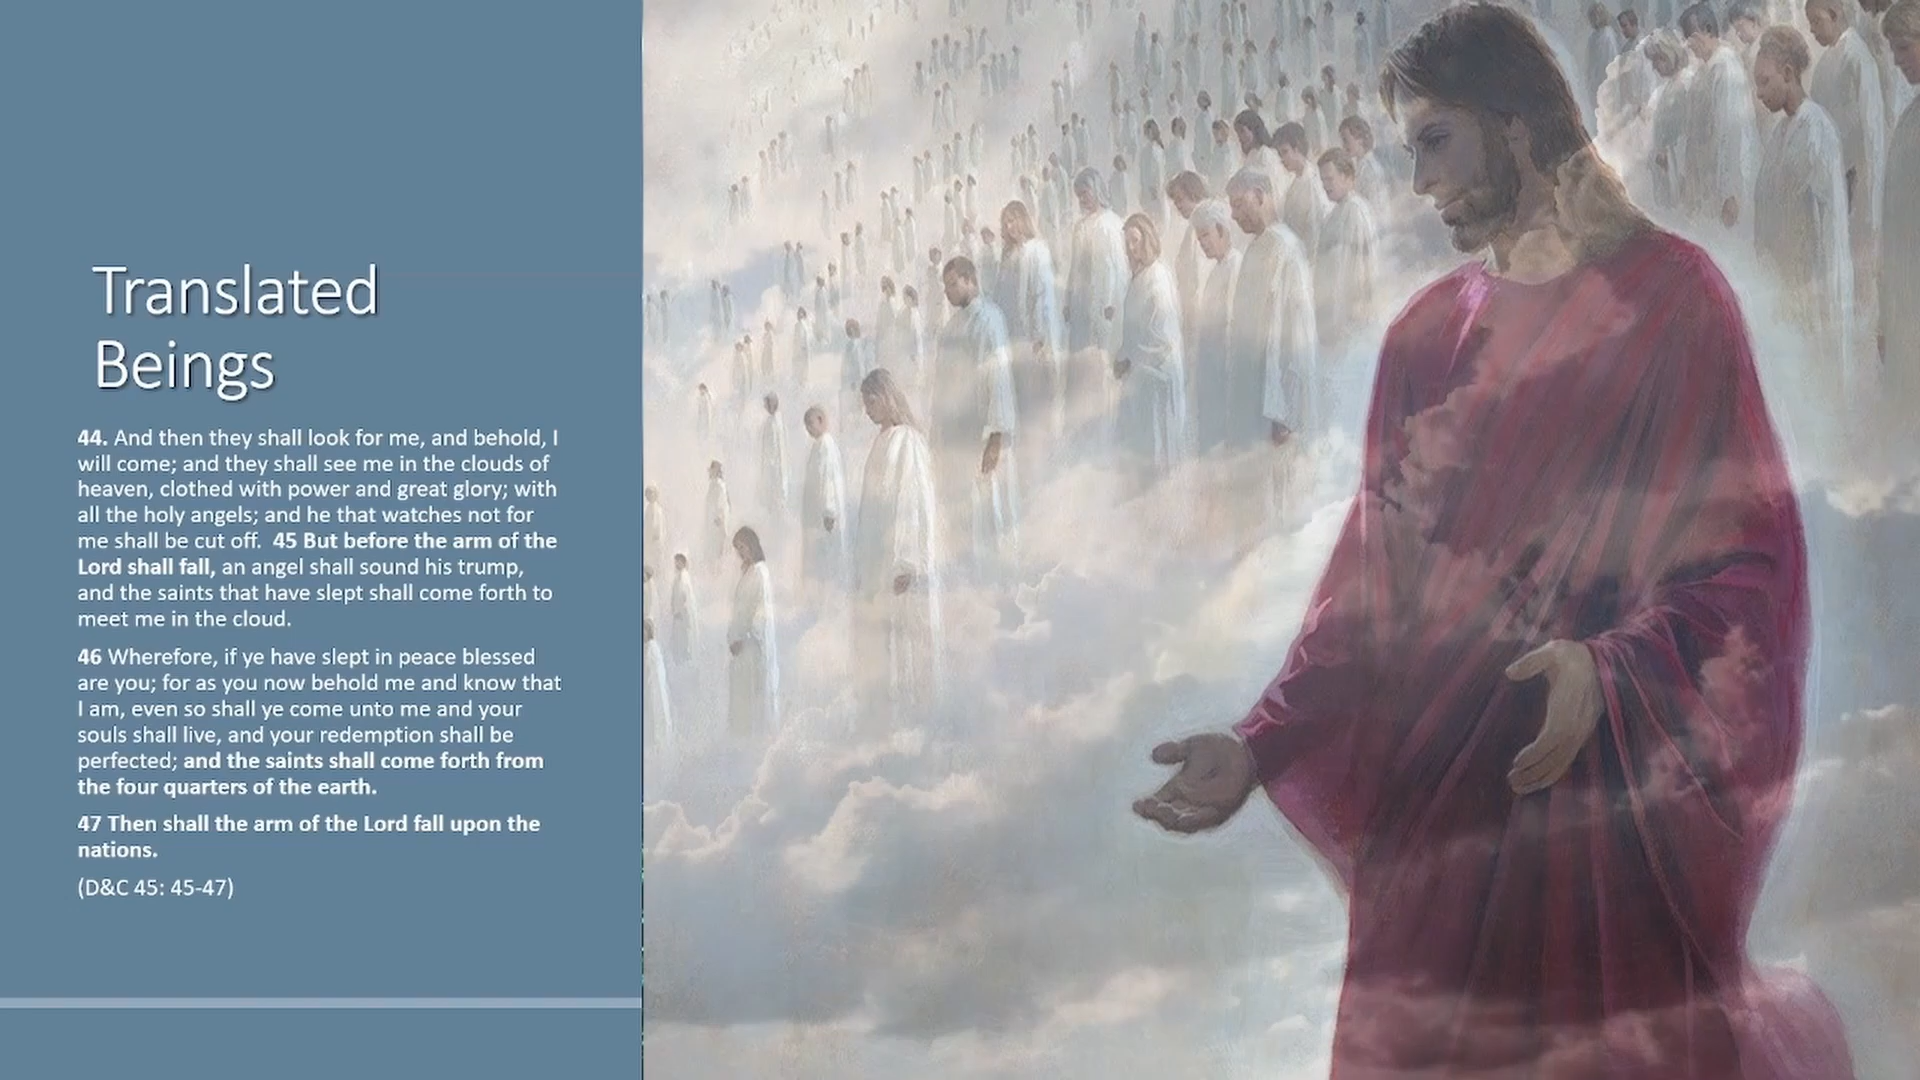 Translated
Beings
44. And then they shall look for me, and behold, I
will come; and they shall see me in the clouds of
heaven, clothed with power and great glory; with
all the holy angels; and he that watches not for
me shall be cut off.  45 But before the arm of the
Lord shall fall, an angel shall sound his trump,
and the saints that have slept shall come forth to
meet me in the cloud.
46 Wherefore, if ye have slept in peace blessed
are you; for as you now behold me and know that
I am, even so shall ye come unto me and your
souls shall live, and your redemption shall be
perfected; and the saints shall come forth from
the four quarters of the earth.
47 Then shall the arm of the Lord fall upon the
nations.
(D&C 45: 45-47)